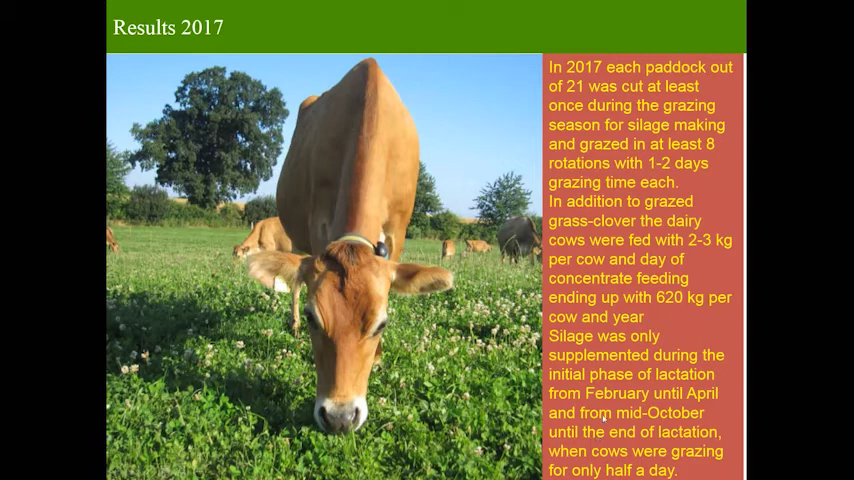 Results 2017
In 2017 each paddock out
of 21 was cut at least
once during the grazing
season for silage making
and grazed in at least 8
rotations with 1-2 days
grazing time each.
In addition to grazed
grass-clover the dairy
cows were fed with 2-3 kg
per cow and day of
concentrate feeding
ending up with 620 kg per
cow and year
Silage was only
supplemented during the
initial phase of lactation
from February until April
and from mid-October
until the end of lactation,
when cows were grazing
for only half a day.